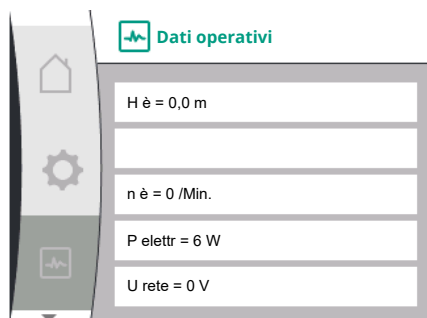 Dati operativi
H è = 0,0 m
n è = 0 /Min.
P elettr = 6 W
U rete = 0 V